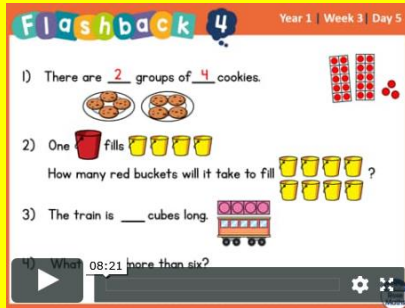 Flashback 4
Year 1 | Week 3 | Day 5
1) There are 2 groups of 4 cookies.
2) One fills
How many red buckets will it take to fill ?
3) The train is ___ cubes long.
4) What more than six?
08:21